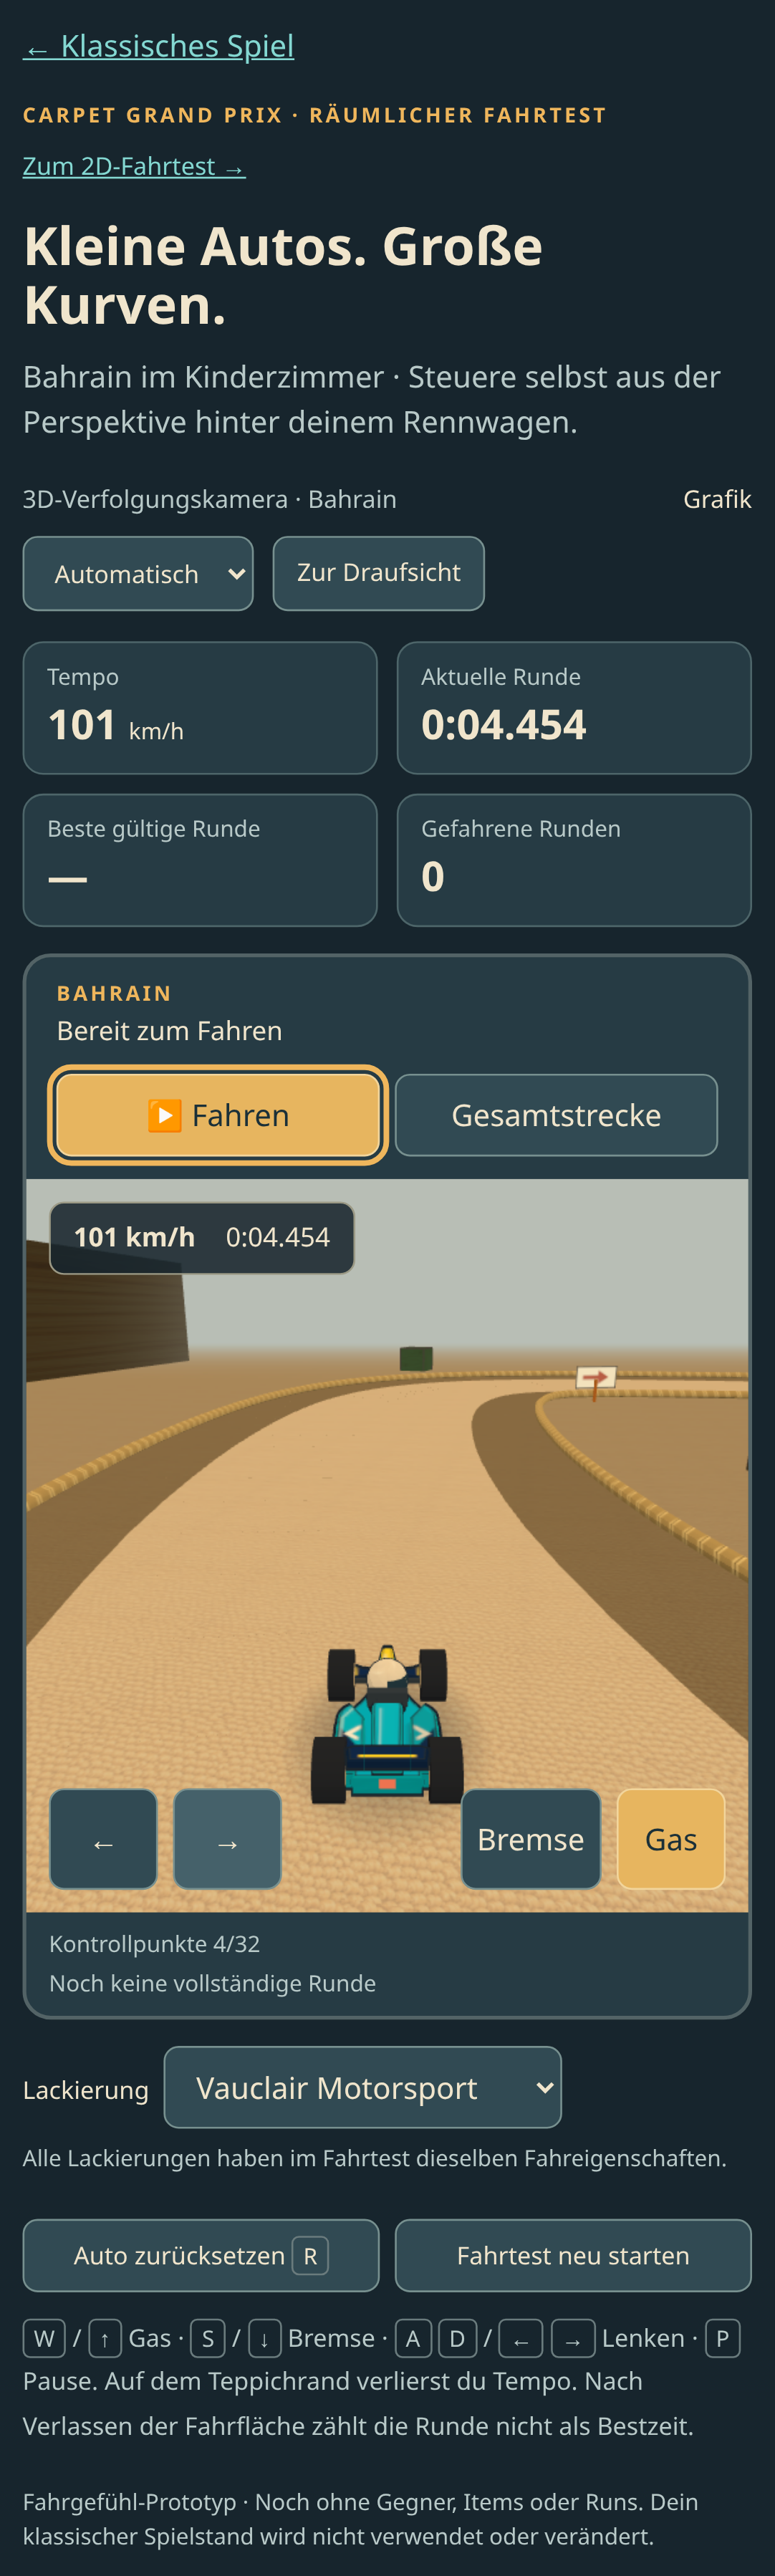 ← Klassisches Spiel
CARPET GRAND PRIX · RÄUMLICHER FAHRTEST
Zum 2D-Fahrtest →
Kleine Autos. Große
Kurven.
Bahrain im Kinderzimmer · Steuere selbst aus der
Perspektive hinter deinem Rennwagen.
3D-Verfolgungskamera · Bahrain Grafik
Automatisch Zur Draufsicht
Tempo Aktuelle Runde
101 km/h 0:04.454
Beste gültige Runde Gefahrene Runden
— 0
BAHRAIN
Bereit zum Fahren
▶️ Fahren Gesamtstrecke
101 km/h 0:04.454
← → Bremse Gas
Kontrollpunkte 4/32
Noch keine vollständige Runde
Lackierung Vauclair Motorsport
Alle Lackierungen haben im Fahrtest dieselben Fahreigenschaften.
Auto zurücksetzen R Fahrtest neu starten
W / ↑ Gas · S / ↓ Bremse · A D / ← → Lenken · P
Pause. Auf dem Teppichrand verlierst du Tempo. Nach
Verlassen der Fahrfläche zählt die Runde nicht als Bestzeit.
Fahrgefühl-Prototyp · Noch ohne Gegner, Items oder Runs. Dein
klassischer Spielstand wird nicht verwendet oder verändert.